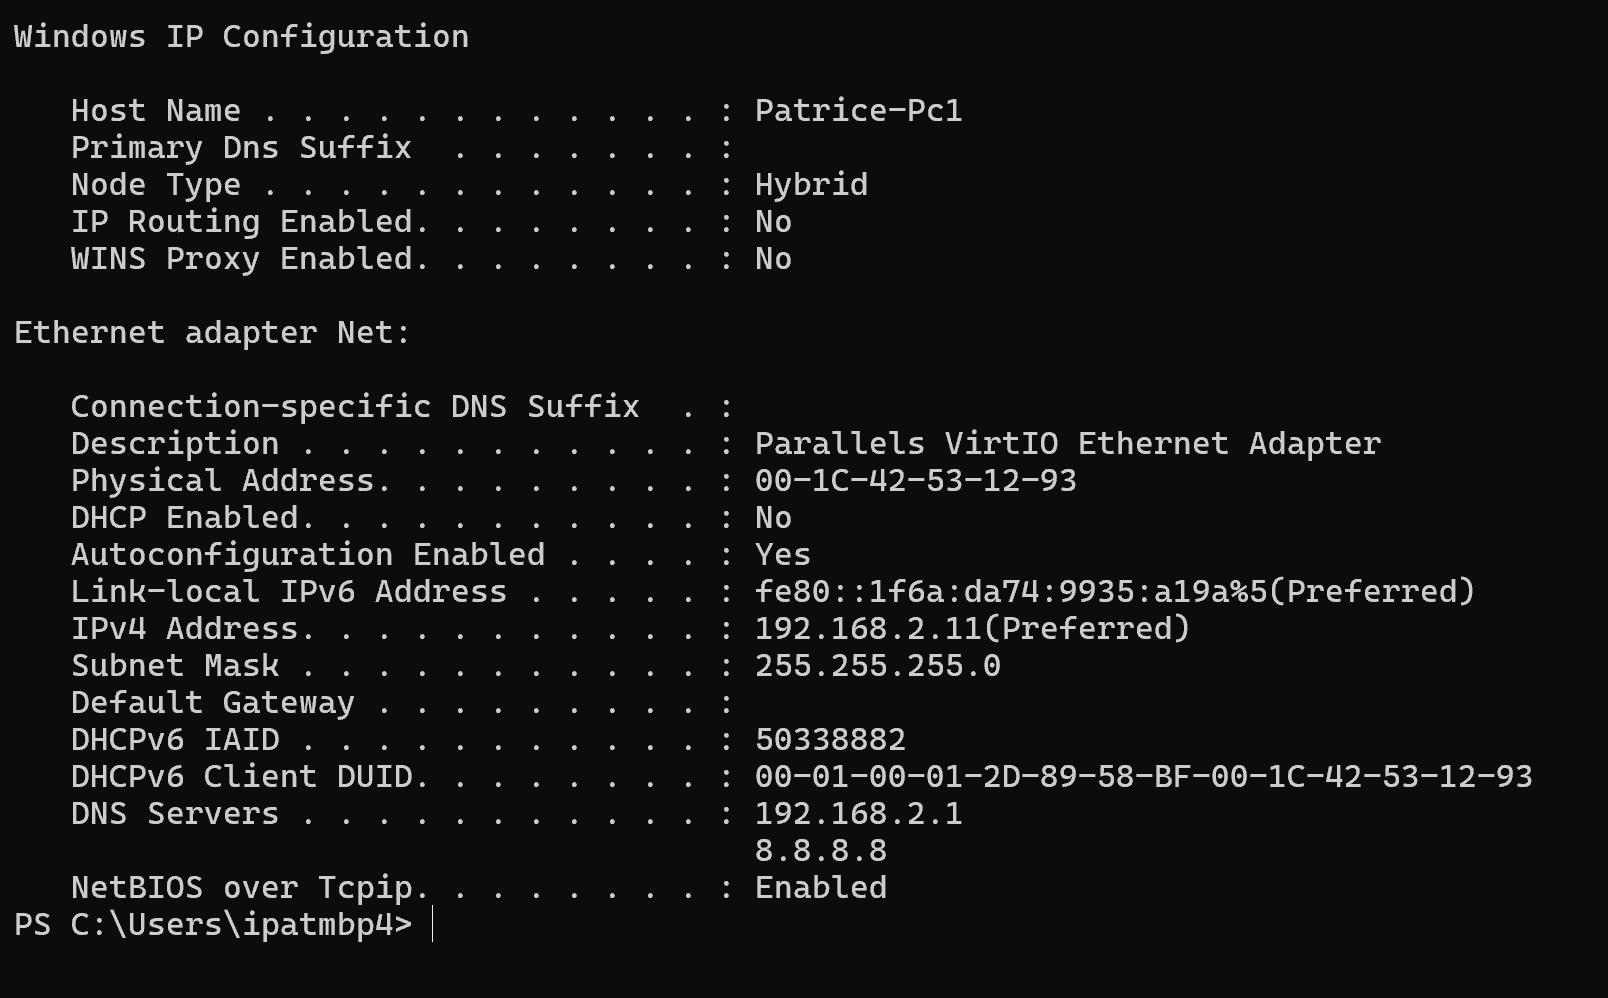 Windows IP Configuration
Host Name . . . . . . . . . . . . : Patrice-Pc1
Primary Dns Suffix  . . . . . . . :
Node Type . . . . . . . . . . . . : Hybrid
IP Routing Enabled. . . . . . . . : No
WINS Proxy Enabled. . . . . . . . : No
Ethernet adapter Net:
Connection-specific DNS Suffix  . :
Description . . . . . . . . . . . : Parallels VirtIO Ethernet Adapter
Physical Address. . . . . . . . . : 00-1C-42-53-12-93
DHCP Enabled. . . . . . . . . . . : No
Autoconfiguration Enabled . . . . : Yes
Link-local IPv6 Address . . . . . : fe80::1f6a:da74:9935:a19a%5(Preferred)
IPv4 Address. . . . . . . . . . . : 192.168.2.11(Preferred)
Subnet Mask . . . . . . . . . . . : 255.255.255.0
Default Gateway . . . . . . . . . :
DHCPv6 IAID . . . . . . . . . . . : 50338882
DHCPv6 Client DUID. . . . . . . . : 00-01-00-01-2D-89-58-BF-00-1C-42-53-12-93
DNS Servers . . . . . . . . . . . : 192.168.2.1
8.8.8.8
NetBIOS over Tcpip. . . . . . . . : Enabled
PS C:\Users\ipatmbp4>